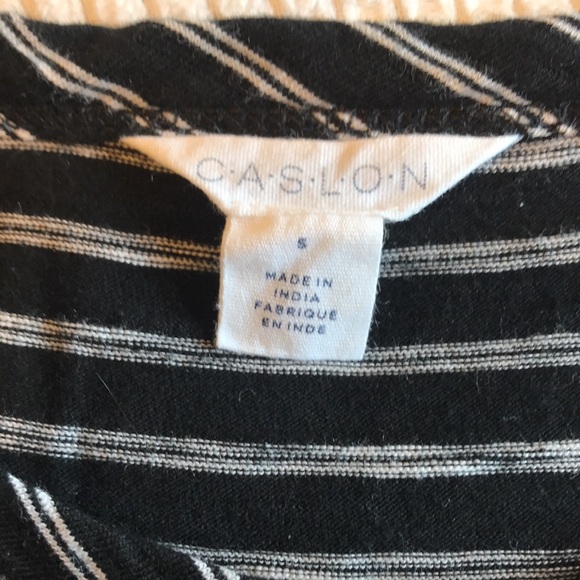 C·A·S·L·O·N
S
MADE IN
INDIA
FABRIQUE
EN INDE